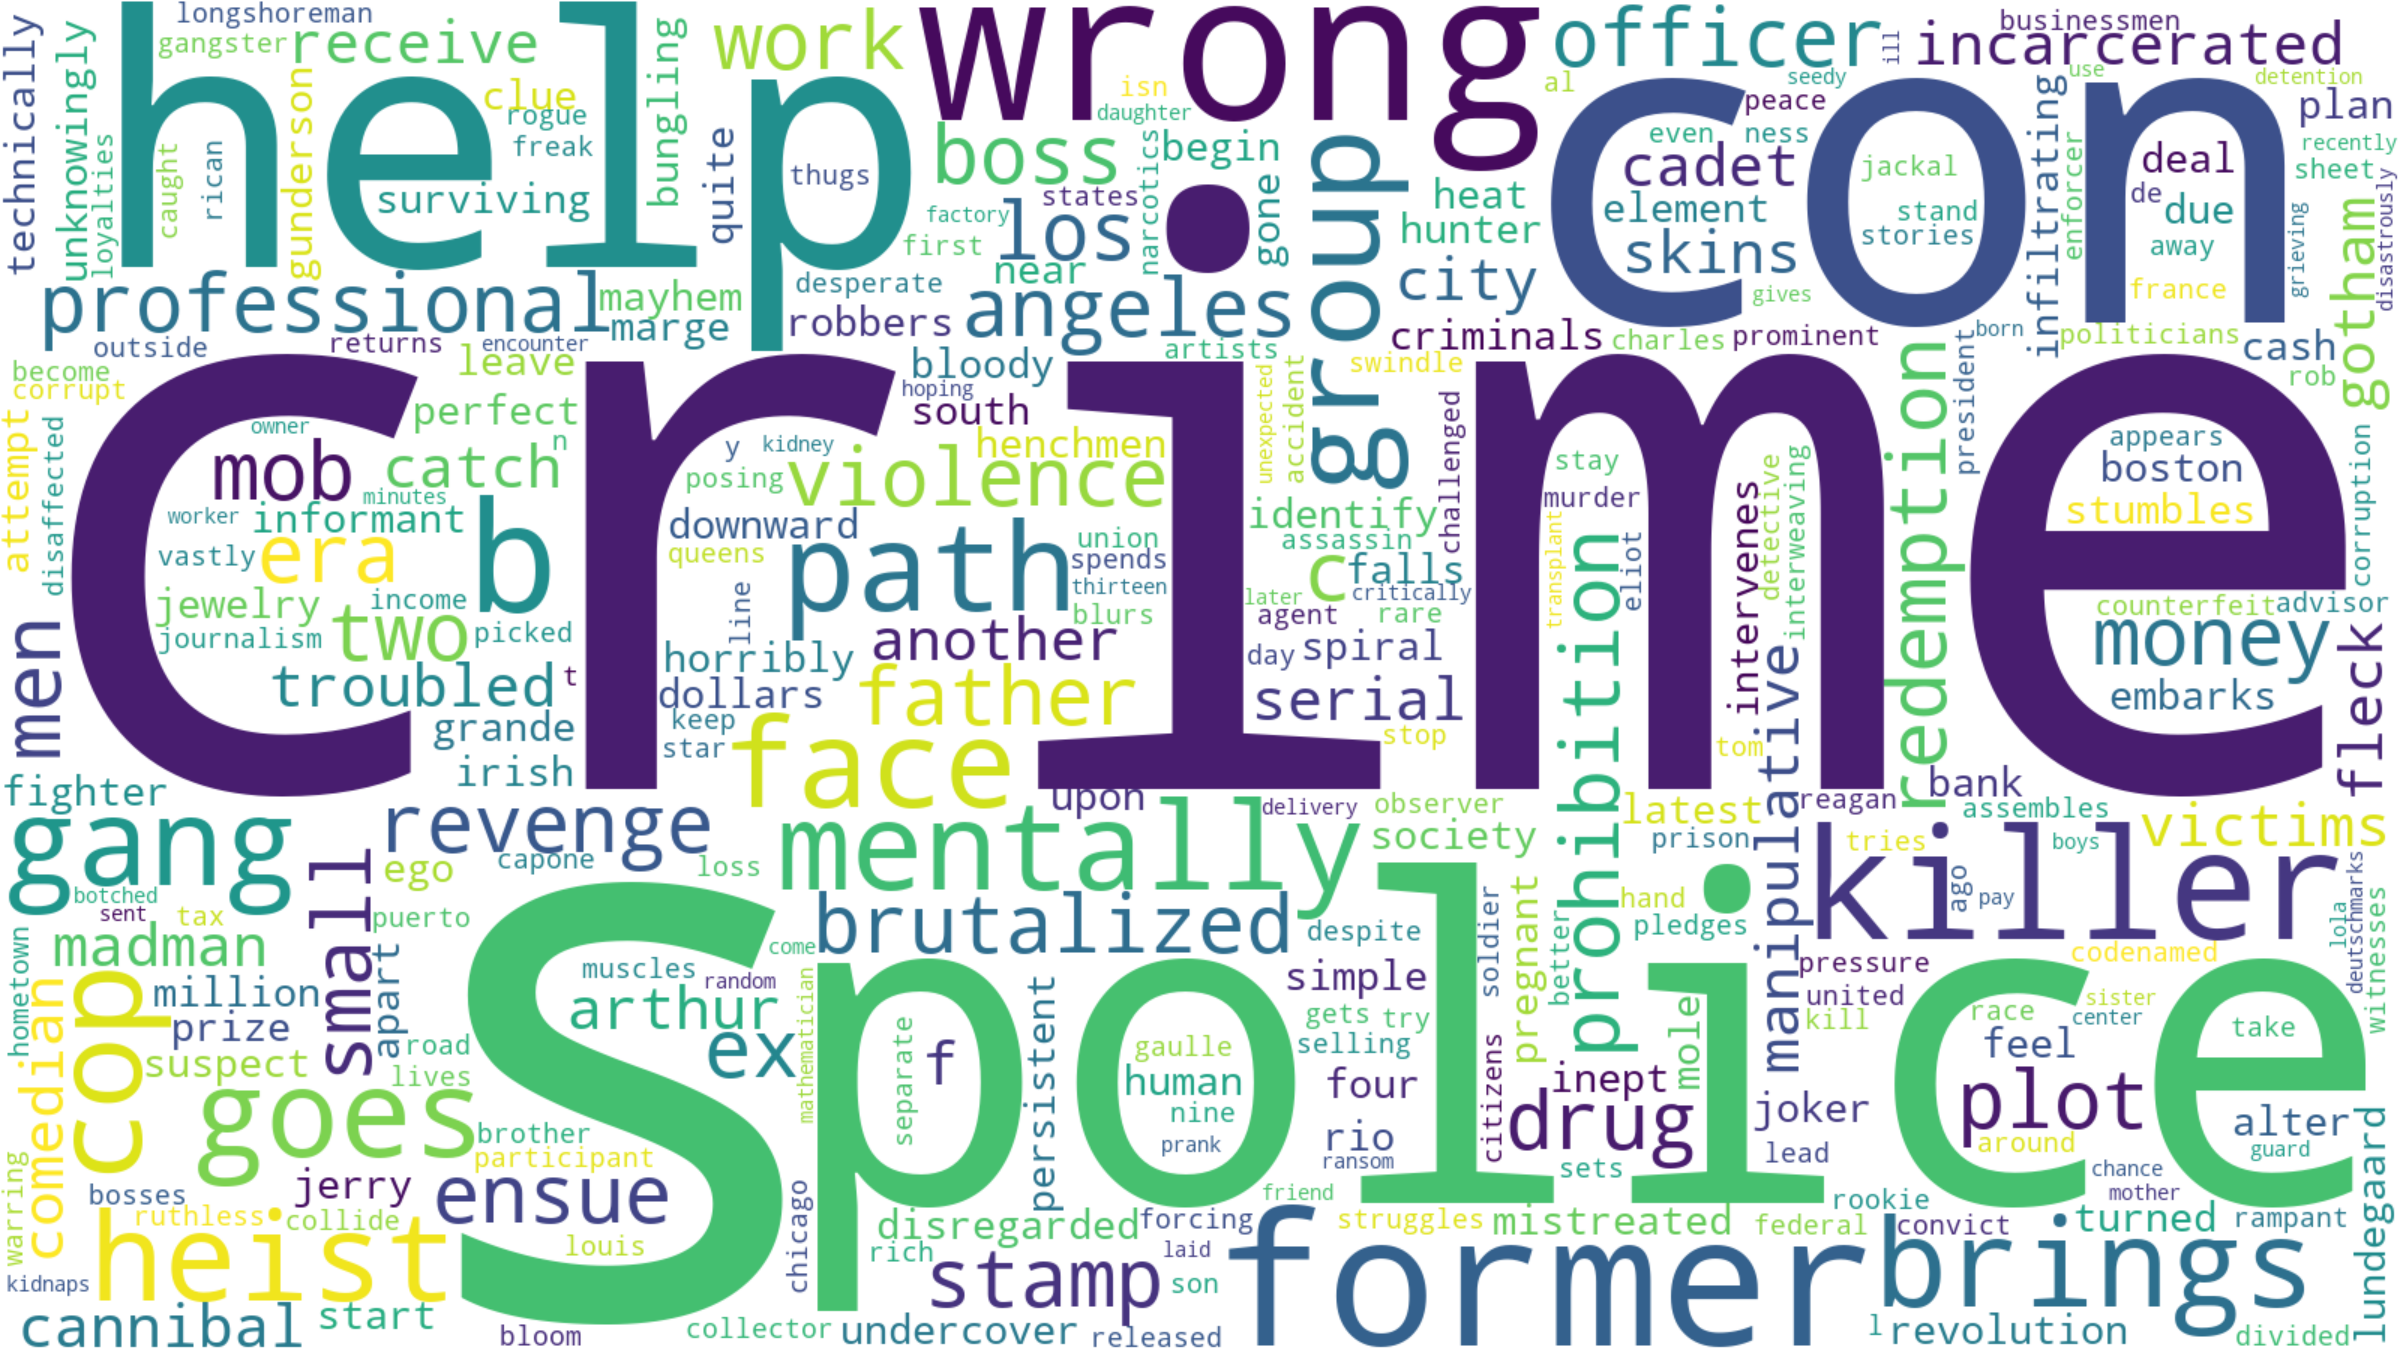 technically
unknowingly
longshoreman
gangster
receive
help
work
wrong
officer
ill
incarcerated
businessmen
caught
rican
loyalties
gunderson
clue
rogue
freak
surviving
bungling
quite
thugs
isn
daughter
boss
narcotics
begin
al
seedy
use
detention
con
peace
even
ness
cadet
jackal
element
stand
stories
skins
infiltrating
enforcer
deal
de
due
away
france
plan
recently
sheet
disastrously
grieving
gotham
professional
mayhem
marge
outside
returns
encounter
desperate
robbers
factory
first
states
los
near
angeles
gone
artists
group
heat
hunter
city
criminals
charles
prominent
gives
born
politicians
cash
rob
become
corrupt
leave
perfect
bloody
hoping
south
unexpected
accident
swindle
challenged
redemption
president
crime
attempt
disaffected
owner
mob
catch
n
minutes
worker
informant
vastly
era
b
jewelry
income
journalism
two
picked
troubled
t
grande
irish
men
y
kidney
posing
violence
henchmen
downward
queens
path
union
spends
thirteen
blurs
line
another
horribly
dollars
father
keep
star
face
identify
assassin
c
falls
later
critically
agent
rare
day
spiral
serial
stop
stay
murder
transplant
eliot
prohibition
intervenes
detective
interweaving
manipulative
tom
appears
boston
stumbles
corruption
counterfeit
advisor
money
embarks
fleck
fighter
gang
botched
sent
tax
small
revenge
capone
ego
loss
puerto
upon
delivery
observer
mentally
society
latest
reagan
prison
bank
assembles
tries
boys
victims
killer
ago
pay
deutschmarks
lola
witnesses
hometown
madman
cop
comedian
million
prize
suspect
apart
road
lives
goes
s
muscles
random
come
arthur
ex
mathematician
brutalized
despite
police
separate
f
persistent
gaulle
human
nine
prank
simple
gets
try
selling
four
rio
ransom
soldier
citizens
pregnant
better
hand
pledges
mole
inept
drug
joker
lead
sets
pressure
united
kill
codenamed
race
sister
center
feel
plot
around
take
alter
guard
chance
mother
lundegaard
warring
kidnaps
bosses
ruthless
collide
jerry
brother
participant
ensue
louis
heist
cannibal
start
bloom
chicago
collector
disregarded
rich
stamp
undercover
forcing
laid
son
released
friend
struggles
mistreated
former
federal
rookie
convict
turned
rampant
brings
l
revolution
divided